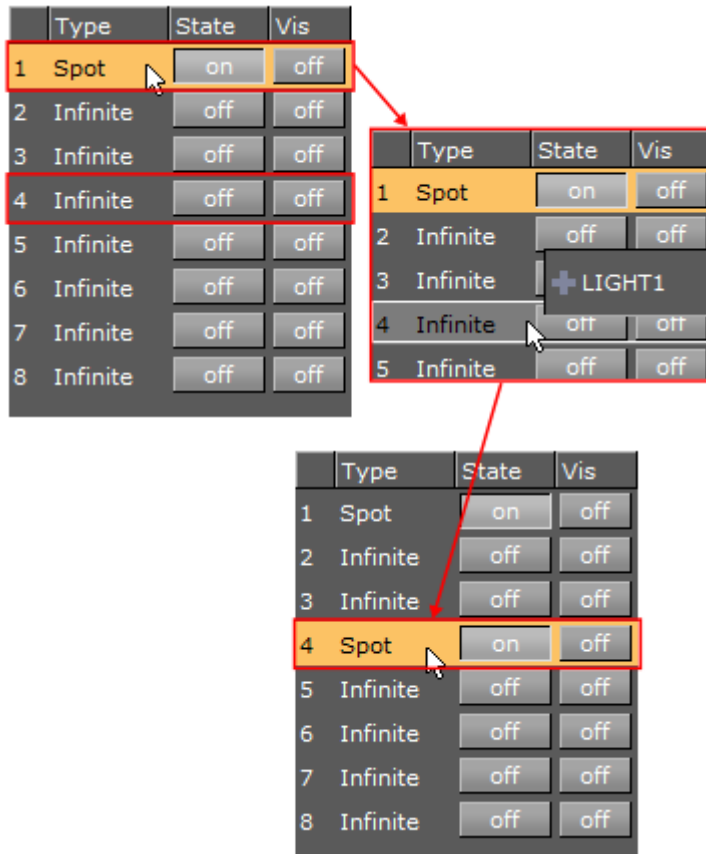 Type State Vis
1 Spot on off
2 Infinite off off
3 Infinite off off
4 Infinite off off
5 Infinite off off
6 Infinite off off
7 Infinite off off
8 Infinite off off
Type State Vis
1 Spot on off
2 Infinite off off
3 Infinite
LIGHT1
4 Infinite off off
5 Infinite off off
Type State Vis
1 Spot on off
2 Infinite off off
3 Infinite off off
4 Spot on off
5 Infinite off off
6 Infinite off off
7 Infinite off off
8 Infinite off off